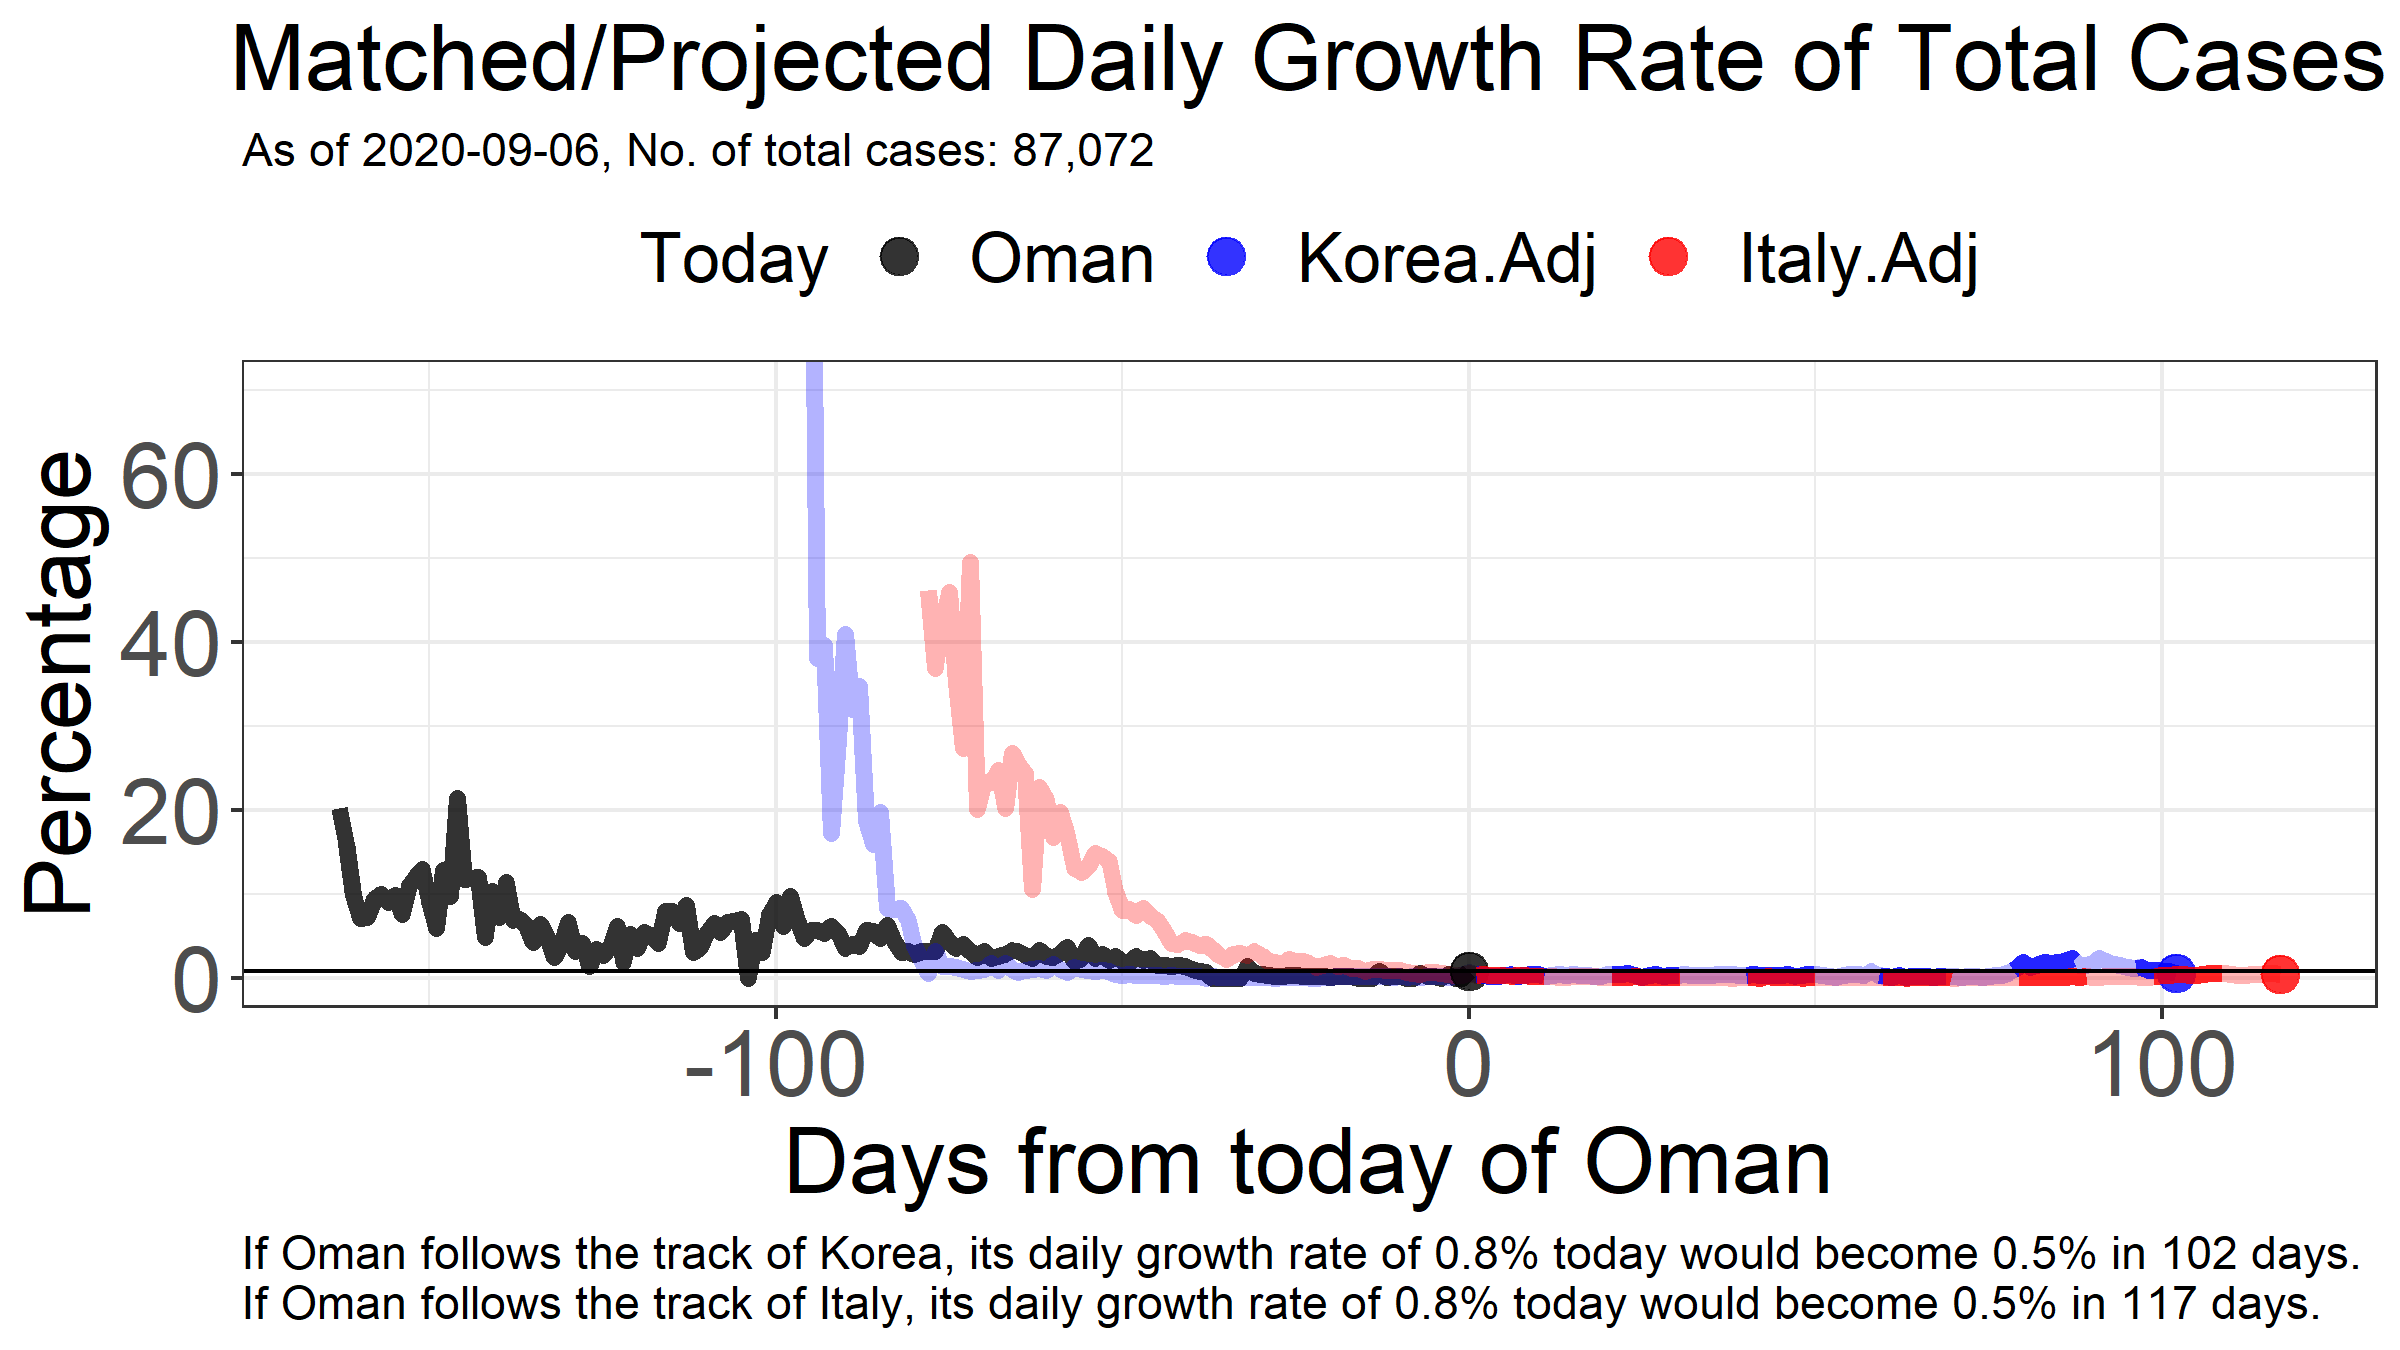 Matched/Projected Daily Growth Rate of Total Cases
As of 2020-09-06, No. of total cases: 87,072
Today Oman Korea.Adj Italy.Adj
Percentage
60
40
20
0
-100 0 100
Days from today of Oman
If Oman follows the track of Korea, its daily growth rate of 0.8% today would become 0.5% in 102 days.
If Oman follows the track of Italy, its daily growth rate of 0.8% today would become 0.5% in 117 days.